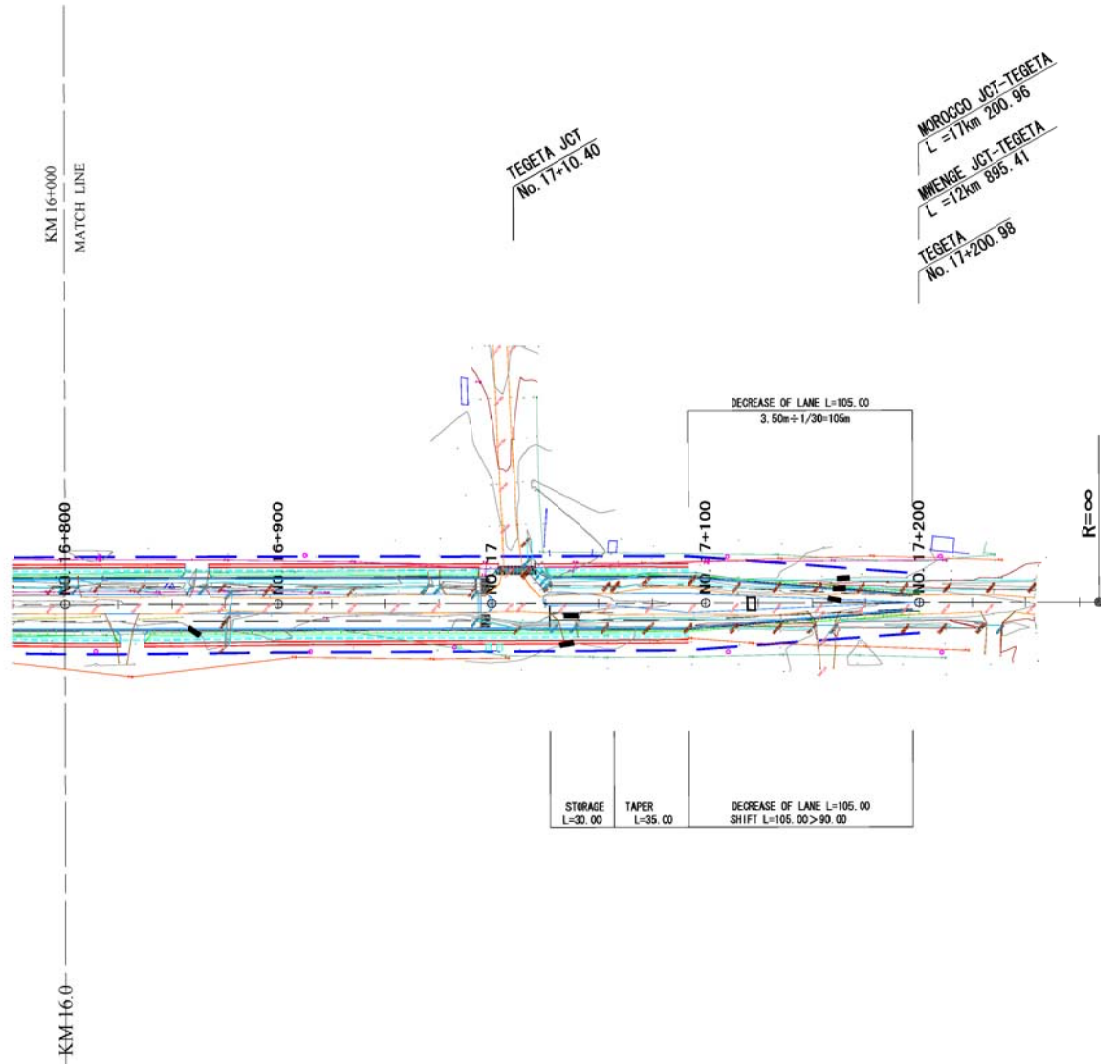 KM 16+000
MATCH LINE
TEGETA JCT
No.17+10.40
MOROCCO JCT-TEGETA
L =17km 200.96
MWENGE JCT-TEGETA
L =12km 895.41
TEGETA
No.17+200.98
DECREASE OF LANE L=105.00
3.50m÷1/30=105m
NO.16+800
NO.16+900
No.17
NO.17+100
NO.17+200
R=∞
STORAGE
L=30.00
TAPER
L=35.00
DECREASE OF LANE L=105.00
SHIFT L=105.00>90.00
KM 16.0